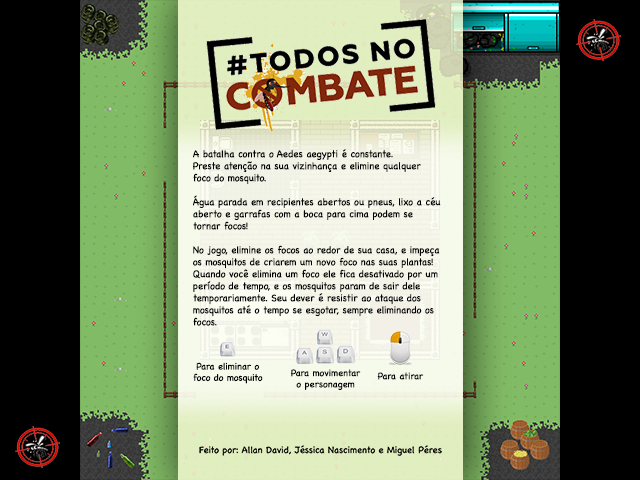 #TODOS NO
COMBATE
A batalha contra o Aedes aegypti é constante.
Preste atenção na sua vizinhança e elimine qualquer
foco do mosquito.
Água parada em recipientes abertos ou pneus, lixo a céu
aberto e garrafas com a boca para cima podem se
tornar focos!
No jogo, elimine os focos ao redor de sua casa, e impeça
os mosquitos de criarem um novo foco nas suas plantas!
Quando você elimina um foco ele fica desativado por um
período de tempo, e os mosquitos param de sair dele
temporariamente. Seu dever é resistir ao ataque dos
mosquitos até o tempo se esgotar, sempre eliminando os
focos.
E
W
A S D
Para eliminar o
foco do mosquito
Para movimentar
o personagem
Para atirar
Feito por: Allan David, Jéssica Nascimento e Miguel Péres